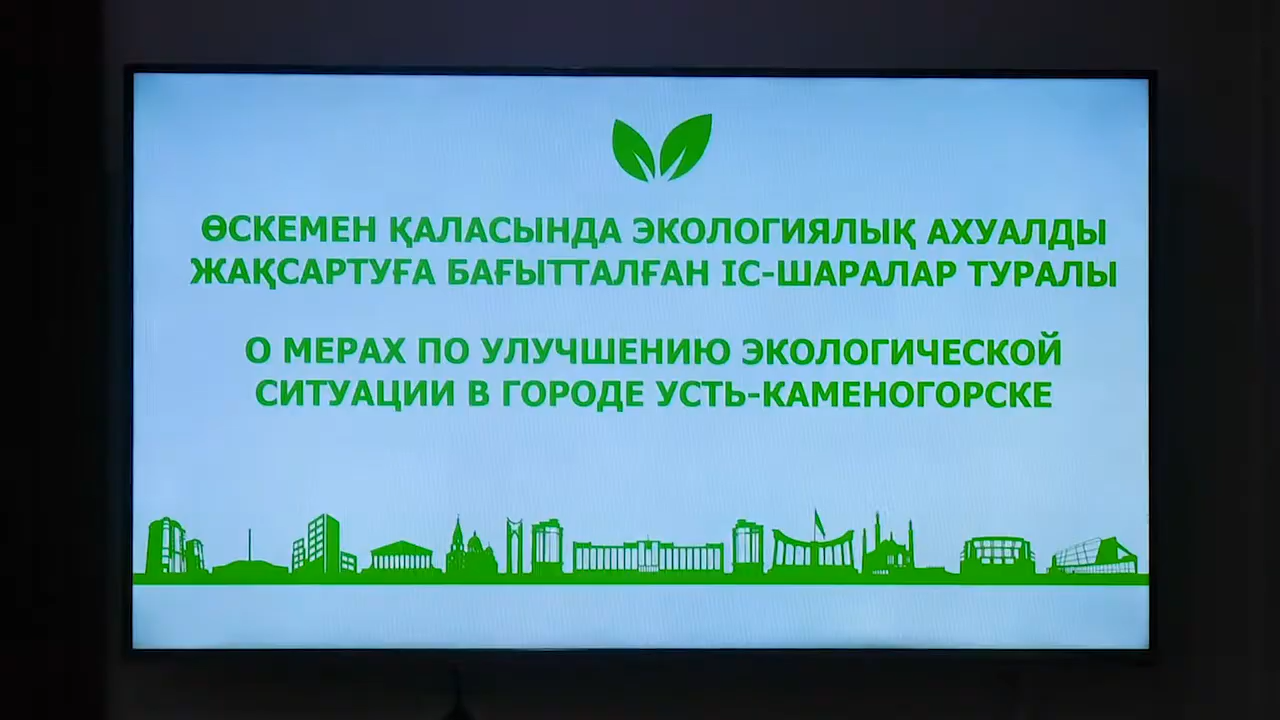 ӨСКЕМЕН ҚАЛАСЫНДА ЭКОЛОГИЯЛЫҚ АХУАЛДЫ
ЖАҚСАРТУҒА БАҒЫТТАЛҒАН ІС-ШАРАЛАР ТУРАЛЫ
О МЕРАХ ПО УЛУЧШЕНИЮ ЭКОЛОГИЧЕСКОЙ
СИТУАЦИИ В ГОРОДЕ УСТЬ-КАМЕНОГОРСКЕ